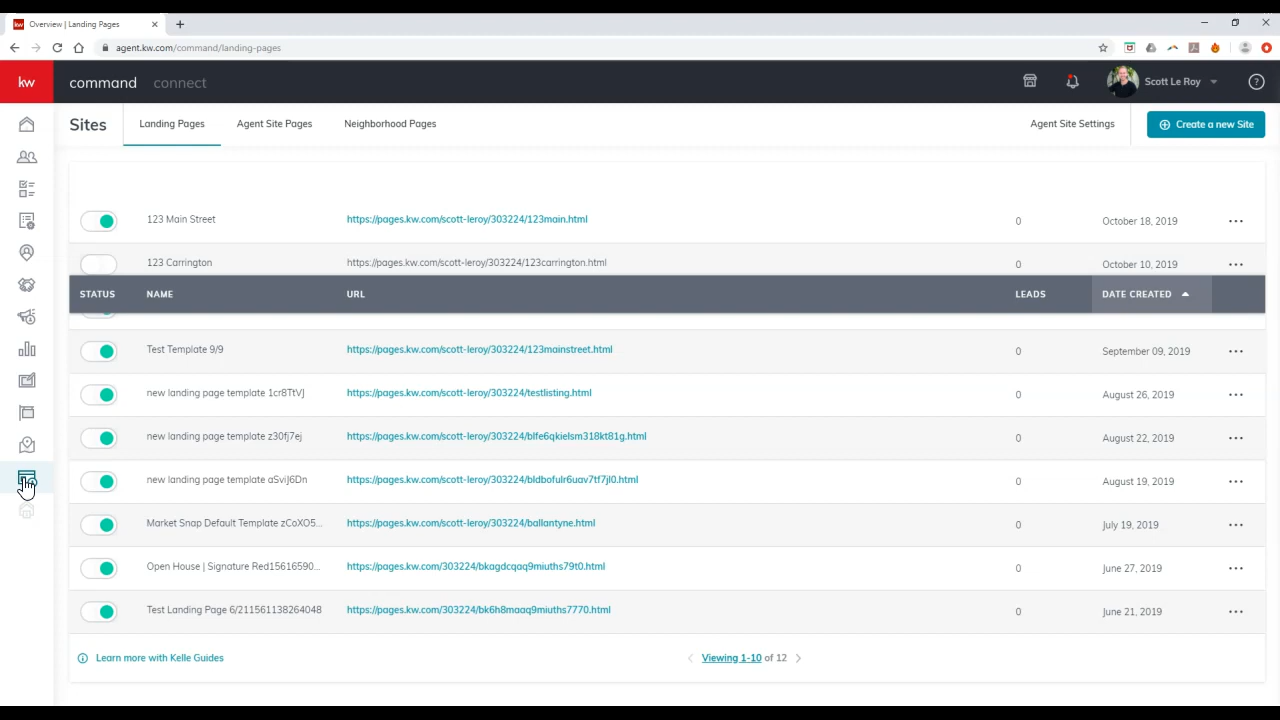 kw Overview | Landing Pages
agent.kw.com/command/landing-pages
kw command connect Scott Le Roy ?
Sites Landing Pages Agent Site Pages Neighborhood Pages Agent Site Settings Create a new Site
123 Main Street https://pages.kw.com/scott-leroy/303224/123main.html 0 October 18, 2019 ...
123 Carrington https://pages.kw.com/scott-leroy/303224/123carrington.html 0 October 10, 2019 ...
STATUS NAME URL LEADS DATE CREATED
Test Template 9/9 https://pages.kw.com/scott-leroy/303224/123mainstreet.html 0 September 09, 2019 ...
new landing page template 1cr8TtVJ https://pages.kw.com/scott-leroy/303224/testlisting.html 0 August 26, 2019 ...
new landing page template z30fj7ej https://pages.kw.com/scott-leroy/303224/blfe6qkielsm318kt81g.html 0 August 22, 2019 ...
new landing page template aSviJ6Dn https://pages.kw.com/scott-leroy/303224/bldbofulr6uav7tf7jl0.html 0 August 19, 2019 ...
Market Snap Default Template zCoXO5... https://pages.kw.com/scott-leroy/303224/ballantyne.html 0 July 19, 2019 ...
Open House | Signature Red15616590... https://pages.kw.com/303224/bkagdcqaq9miuths79t0.html 0 June 27, 2019 ...
Test Landing Page 6/211561138264048 https://pages.kw.com/303224/bk6h8maaq9miuths7770.html 0 June 21, 2019 ...
Learn more with Kelle Guides Viewing 1-10 of 12